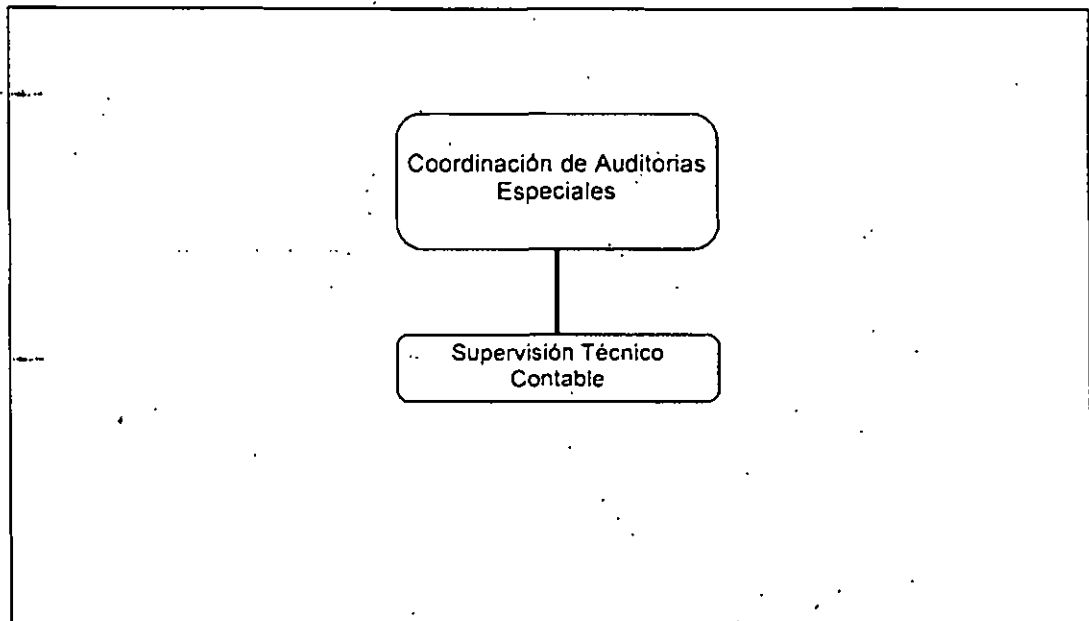 Coordinación de Auditorias
Especiales
Supervisión Técnico
Contable